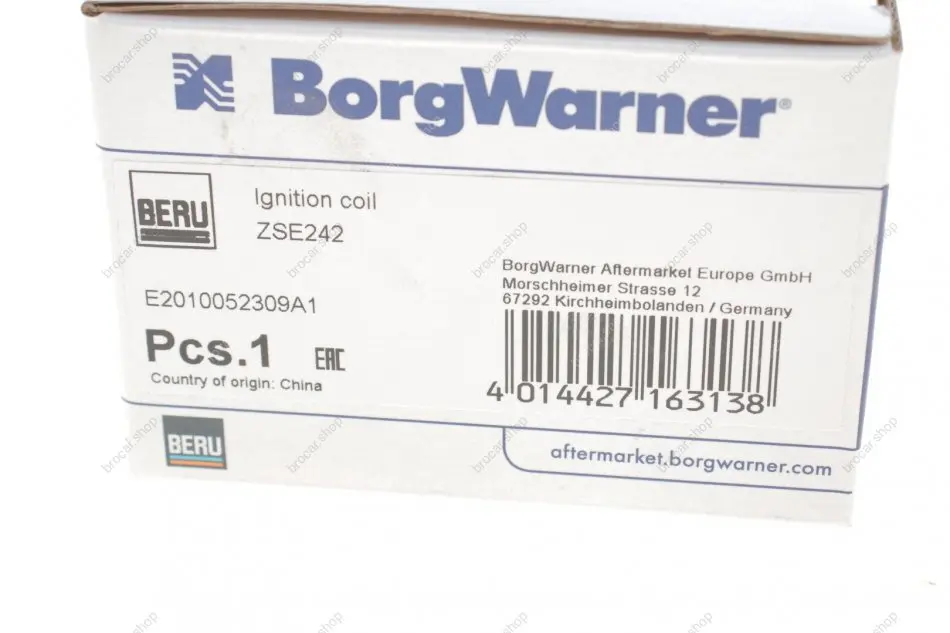 BorgWarner®
BERU
Ignition coil
ZSE242
BorgWarner Aftermarket Europe GmbH
Morschheimer Strasse 12
67292 Kirchheimbolanden / Germany
E2010052309A1
Pcs.1 EAC
Country of origin: China
4 014427 163138
BERU
aftermarket.borgwarner.com
brocar.shop